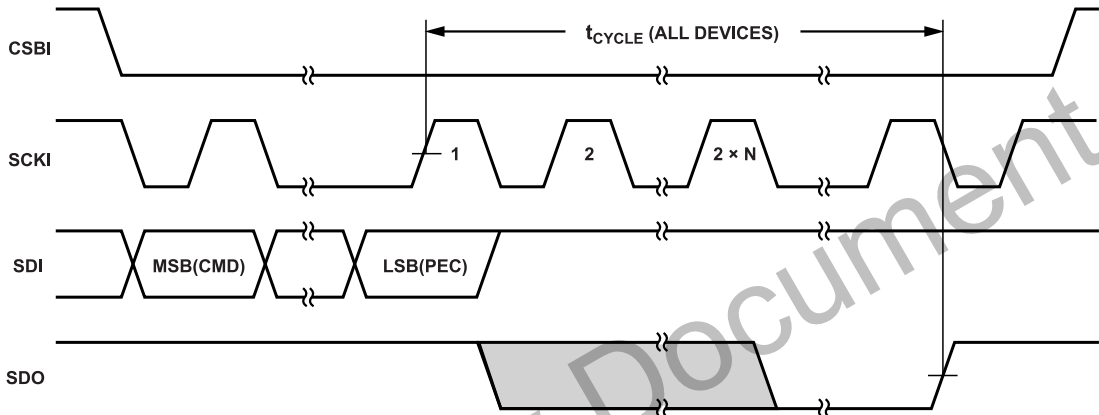 CSBI
tCYCLE (ALL DEVICES)
SCKI
1
2
2 × N
SDI
MSB(CMD)
LSB(PEC)
SDO
Document